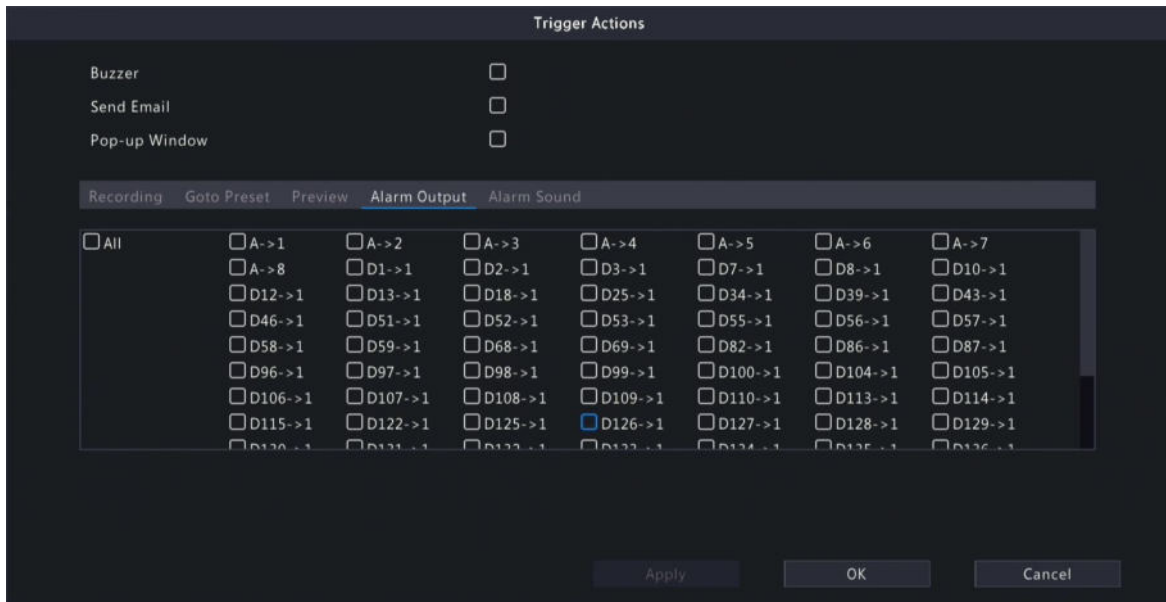 Trigger Actions
Buzzer
Send Email
Pop-up Window
Recording Goto Preset Preview Alarm Output Alarm Sound
All A->1 A->2 A->3 A->4 A->5 A->6 A->7
A->8 D1->1 D2->1 D3->1 D7->1 D8->1 D10->1
D12->1 D13->1 D18->1 D25->1 D34->1 D39->1 D43->1
D46->1 D51->1 D52->1 D53->1 D55->1 D56->1 D57->1
D58->1 D59->1 D68->1 D69->1 D82->1 D86->1 D87->1
D96->1 D97->1 D98->1 D99->1 D100->1 D104->1 D105->1
D106->1 D107->1 D108->1 D109->1 D110->1 D113->1 D114->1
D115->1 D122->1 D125->1 D126->1 D127->1 D128->1 D129->1
Apply OK Cancel